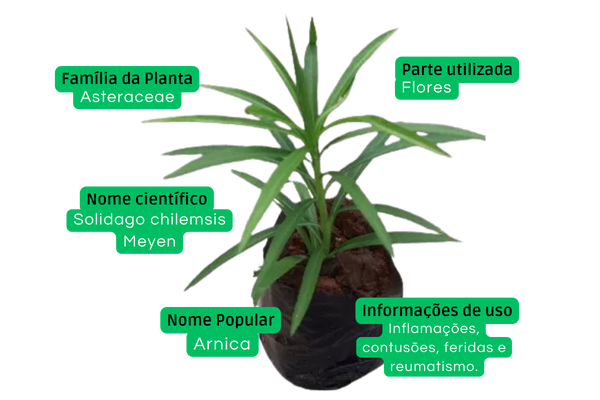 Família da Planta
Asteraceae
Parte utilizada
Flores
Nome científico
Solidago chilemsis
Meyen
Nome Popular
Arnica
Informações de uso
Inflamações,
contusões, feridas e
reumatismo.